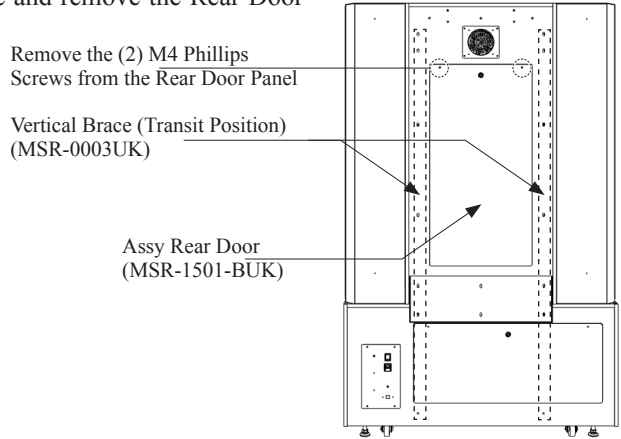 and remove the Rear Door
Remove the (2) M4 Phillips
Screws from the Rear Door Panel
Vertical Brace (Transit Position)
(MSR-0003UK)
Assy Rear Door
(MSR-1501-BUK)